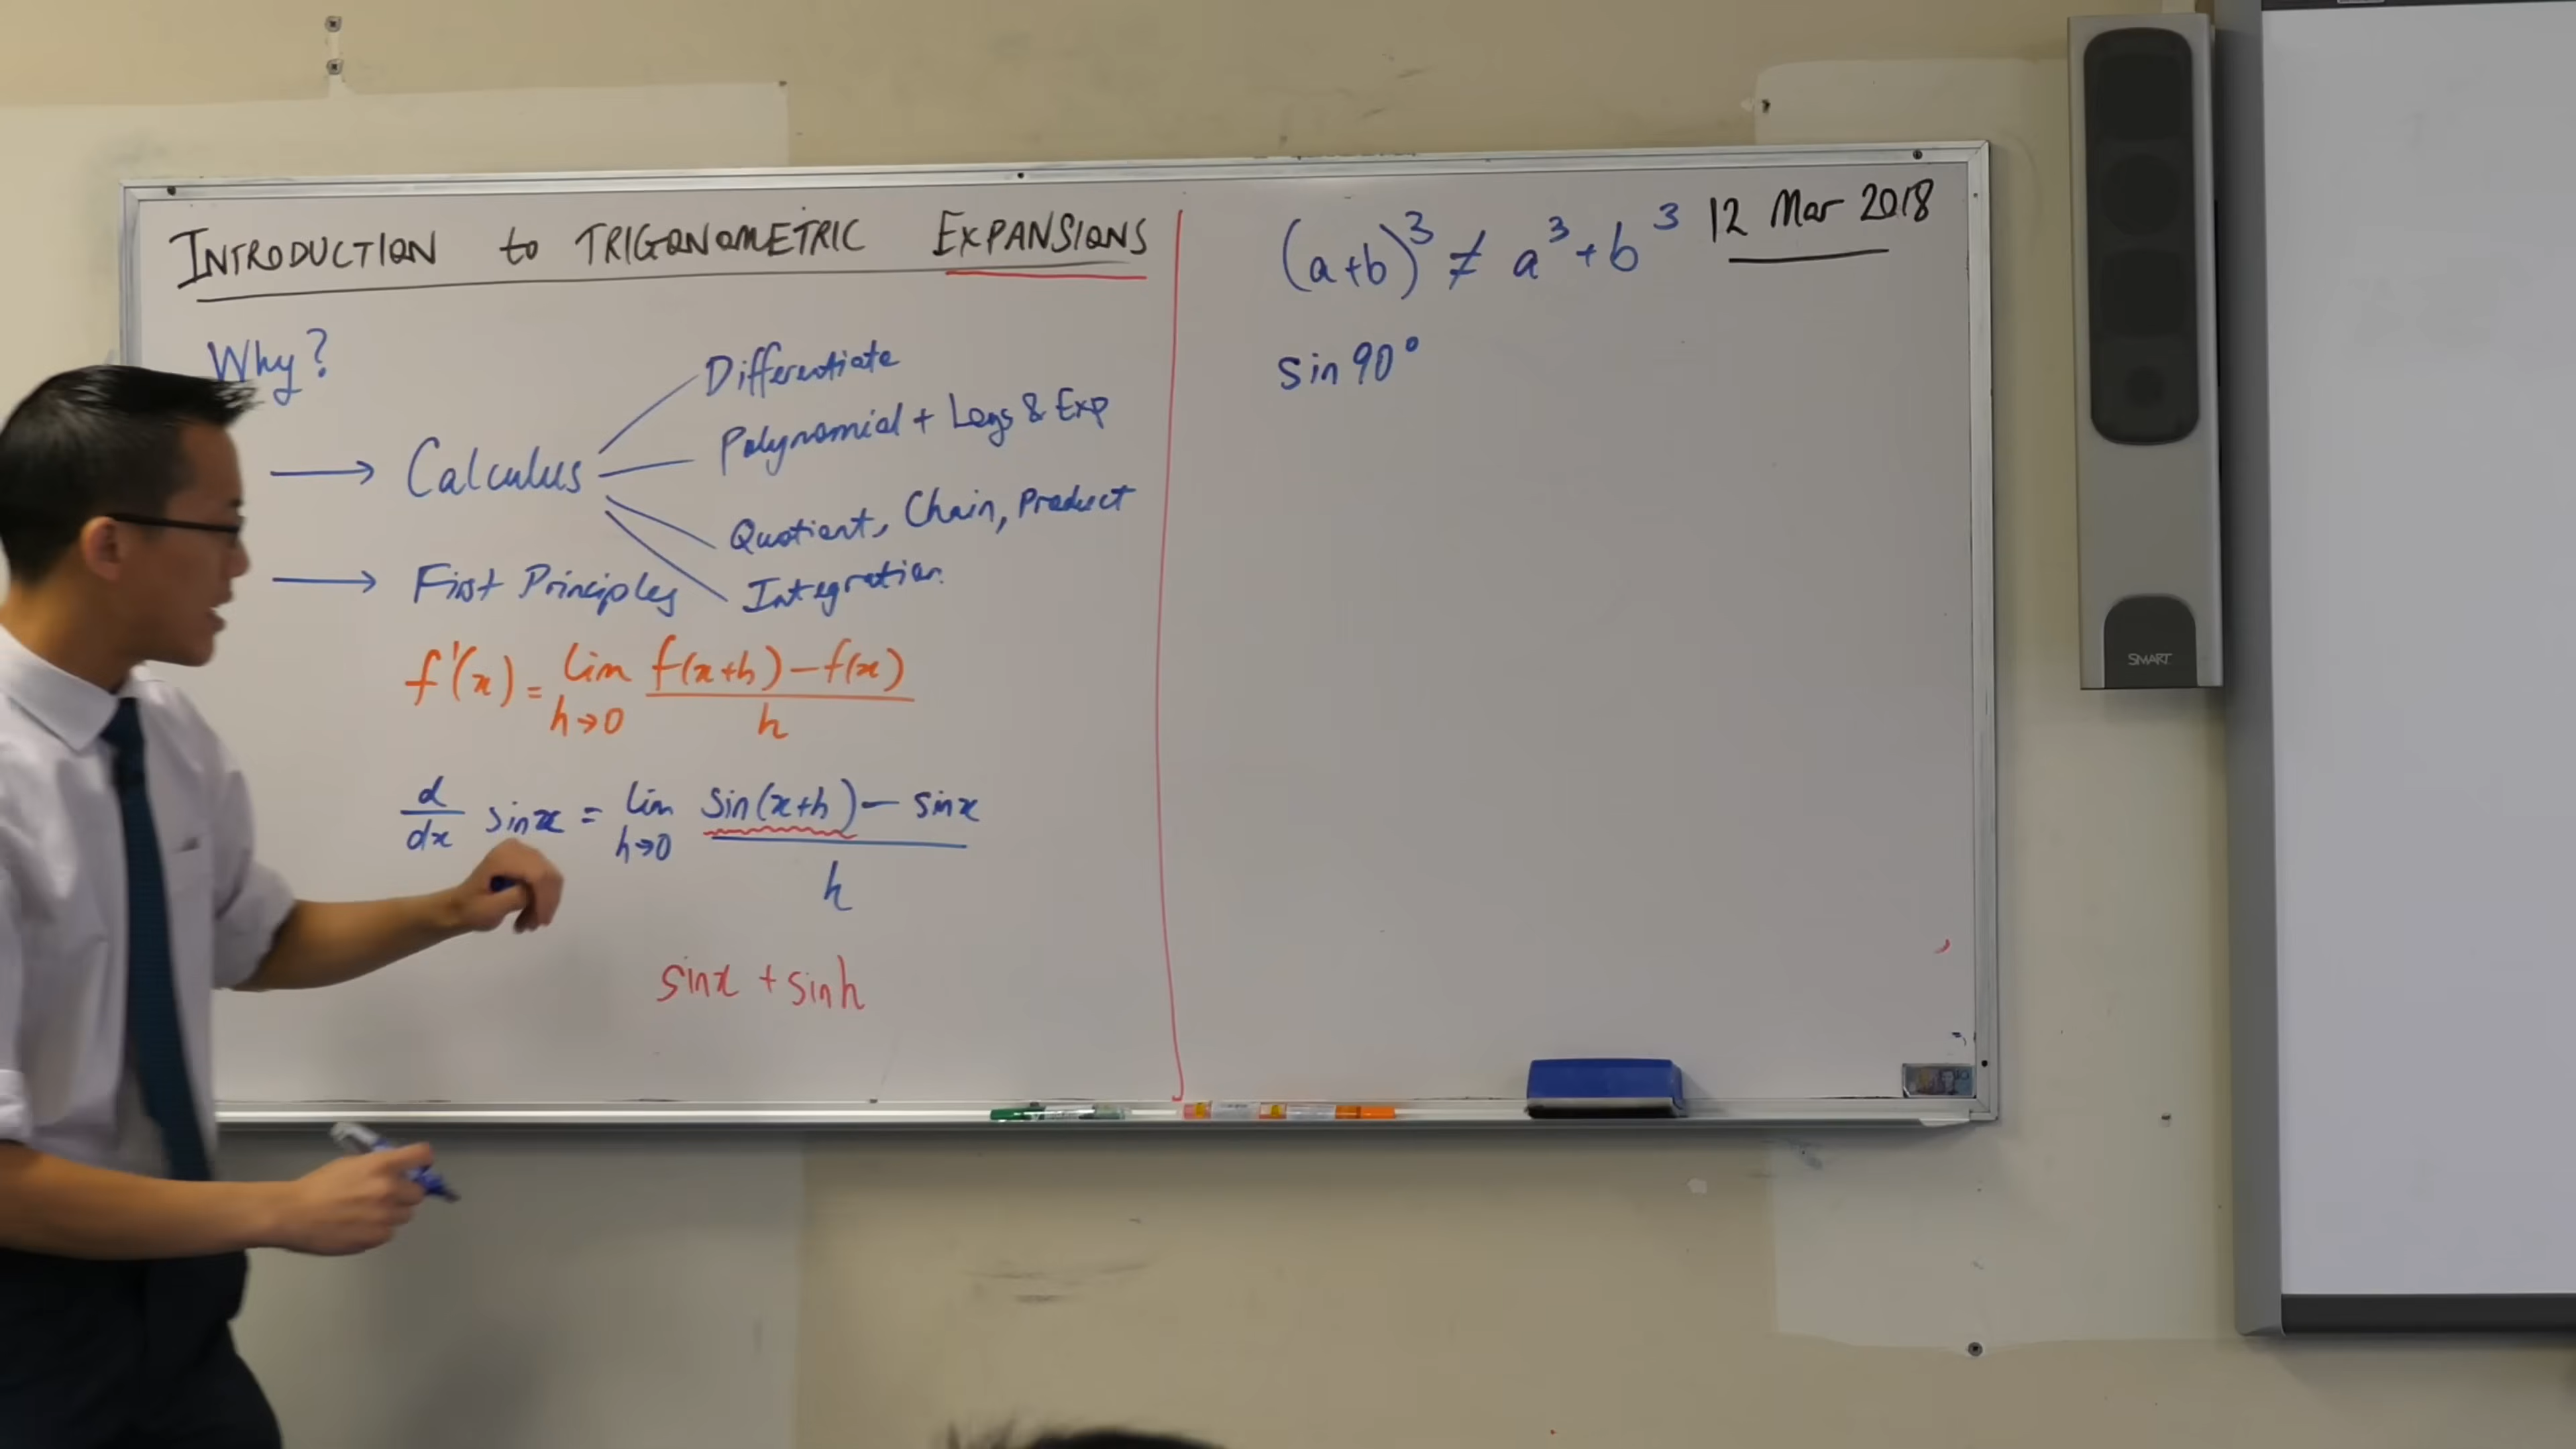 INTRODUCTION to TRIGONOMETRIC EXPANSIONS
Why?
→ Calculus
Differentiate
Polynomial + Logs & Exp
Quotient, Chain, Product
Integration
→ First Principles
f'(x) = lim h→0 f(x+h) − f(x) / h
d/dx sinx = lim h→0 sin(x+h) − sinx / h
sinx + sinh
(a+b)³ ≠ a³ + b³
12 Mar 2018
sin 90°
SMART